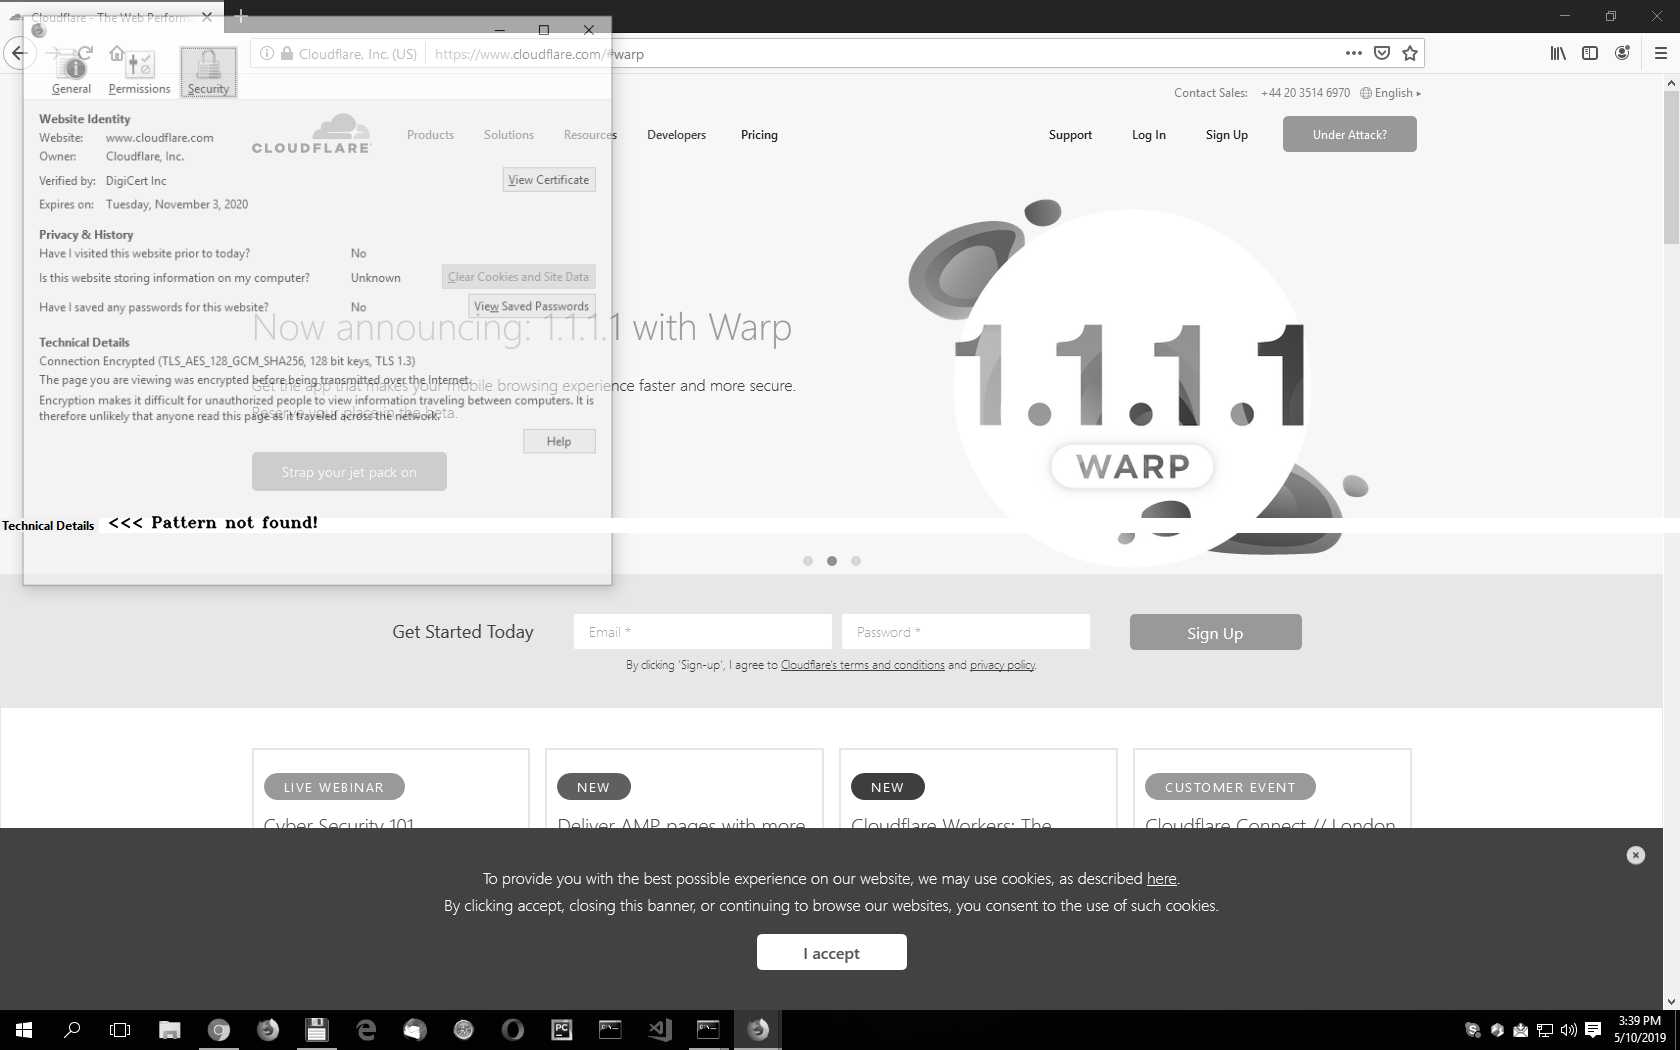 Cloudflare - The Web Perform
Cloudflare, Inc. (US)
https://www.cloudflare.com/#warp
General
Permissions
Security
Contact Sales: +44 20 3514 6970 English
Website Identity
Website: www.cloudflare.com
Owner: Cloudflare, Inc.
Verified by: DigiCert Inc
View Certificate
Expires on: Tuesday, November 3, 2020
CLOUDFLARE
Products Solutions Resources Developers Pricing
Support Log In Sign Up Under Attack?
Privacy & History
Have I visited this website prior to today? No
Is this website storing information on my computer? Unknown Clear Cookies and Site Data
Have I saved any passwords for this website? No View Saved Passwords
Now announcing: 1.1.1.1 with Warp
Technical Details
Connection Encrypted (TLS_AES_128_GCM_SHA256, 128 bit keys, TLS 1.3)
The page you are viewing was encrypted before being transmitted over the Internet.
Get the app that makes your mobile browsing experience faster and more secure.
Encryption makes it difficult for unauthorized people to view information traveling between computers. It is
therefore unlikely that anyone read this page as it traveled across the network.
Reserve your place in the beta.
Help
Strap your jet pack on
1.1.1.1
WARP
Technical Details <<< Pattern not found!
Get Started Today
Email *
Password *
Sign Up
By clicking 'Sign-up', I agree to Cloudflare's terms and conditions and privacy policy.
LIVE WEBINAR
Cyber Security 101
NEW
Deliver AMP pages with more
NEW
Cloudflare Workers: The
CUSTOMER EVENT
Cloudflare Connect // London
To provide you with the best possible experience on our website, we may use cookies, as described here.
By clicking accept, closing this banner, or continuing to browse our websites, you consent to the use of such cookies.
I accept
PC
3:39 PM
5/10/2019